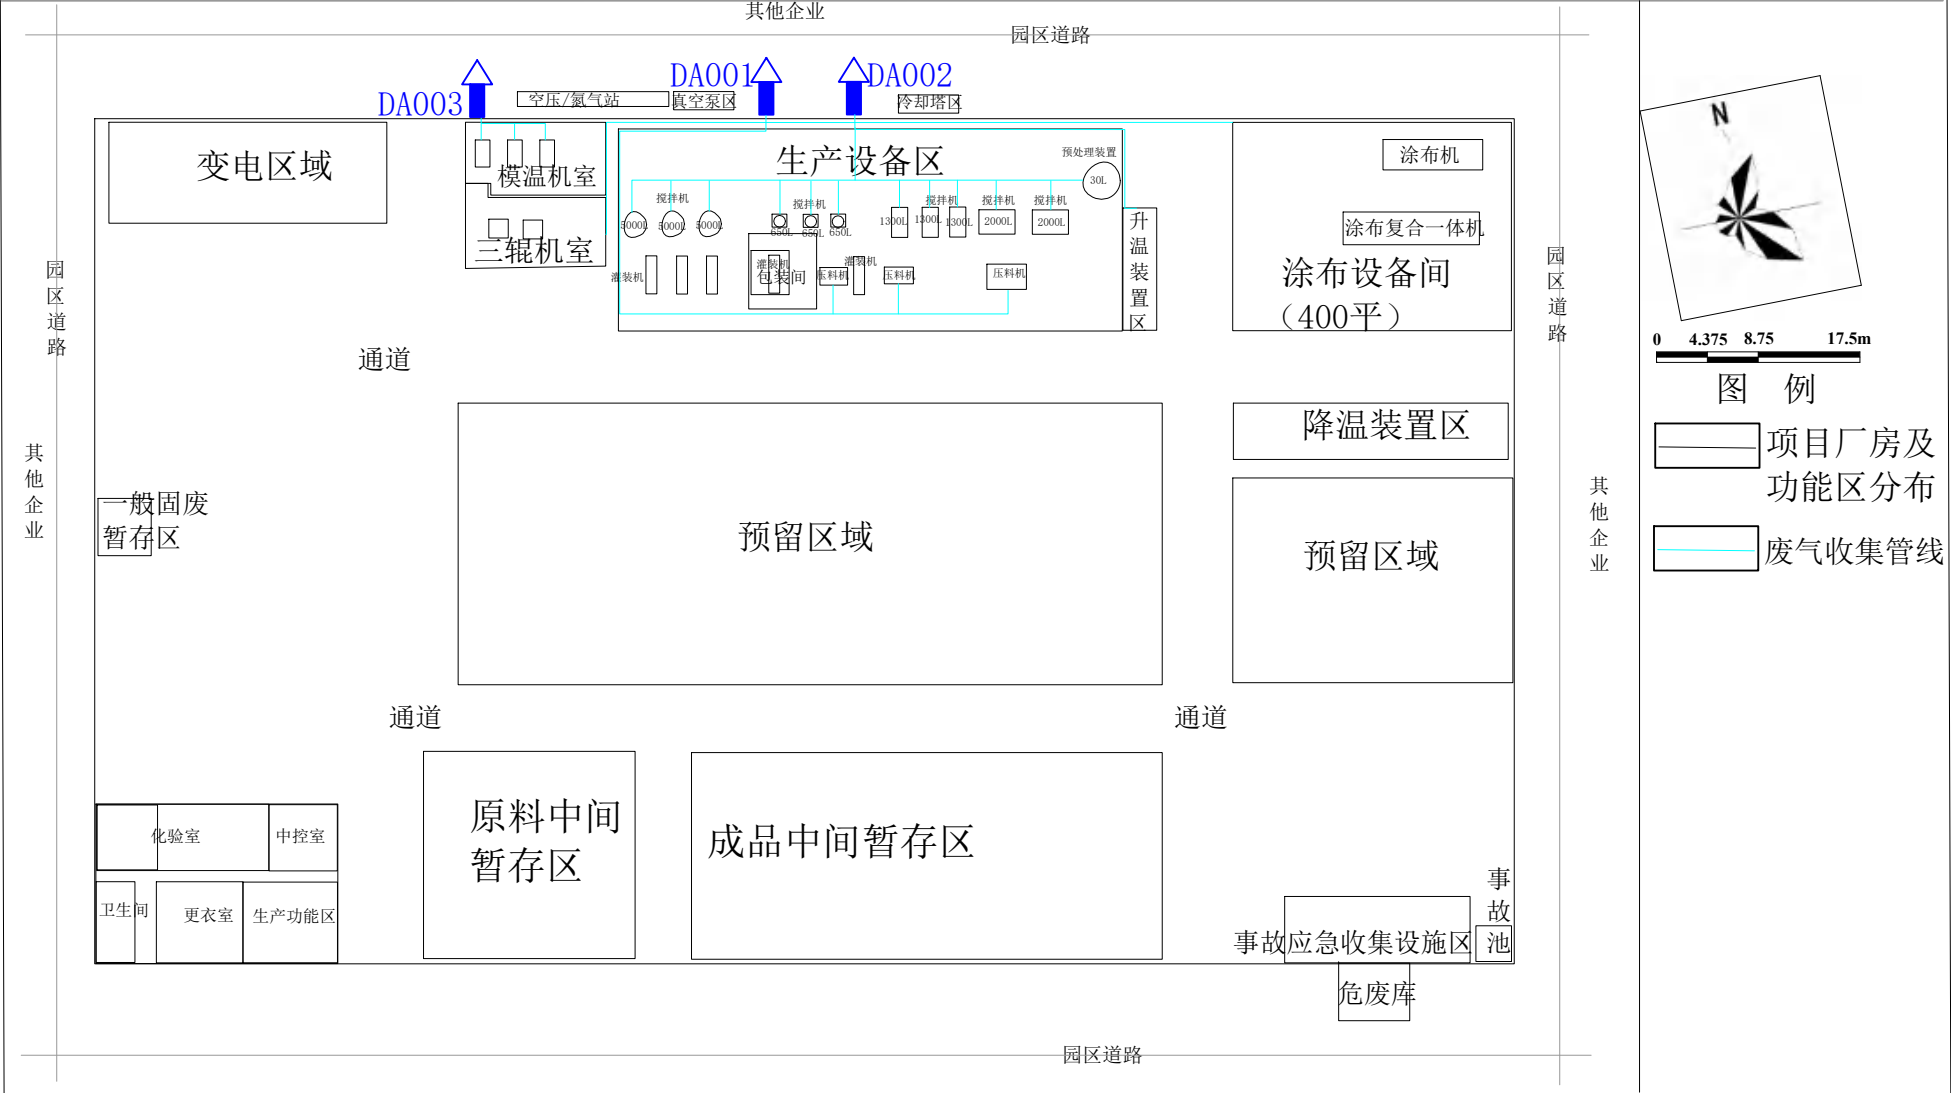 其他企业
园区道路
DA003
空压/氮气站
DA001
真空泵区
DA002
冷却塔区
变电区域
模温机室
三辊机室
生产设备区
预处理装置
30L
搅拌机
搅拌机
搅拌机
搅拌机
搅拌机
5000L
5000L
5000L
650L
650L
650L
1300L
1300L
1300L
2000L
2000L
灌装机
灌装机
包装间
压料机
灌装机
压料机
压料机
升温装置区
涂布机
涂布复合一体机
涂布设备间
（400平）
园区道路
园区道路
通道
其他企业
一般固废
暂存区
预留区域
降温装置区
预留区域
其他企业
通道
通道
原料中间
暂存区
成品中间暂存区
化验室
中控室
卫生间
更衣室
生产功能区
事故应急收集设施区
事故池
危废库
园区道路
N
0 4.375 8.75 17.5m
图 例
项目厂房及
功能区分布
废气收集管线